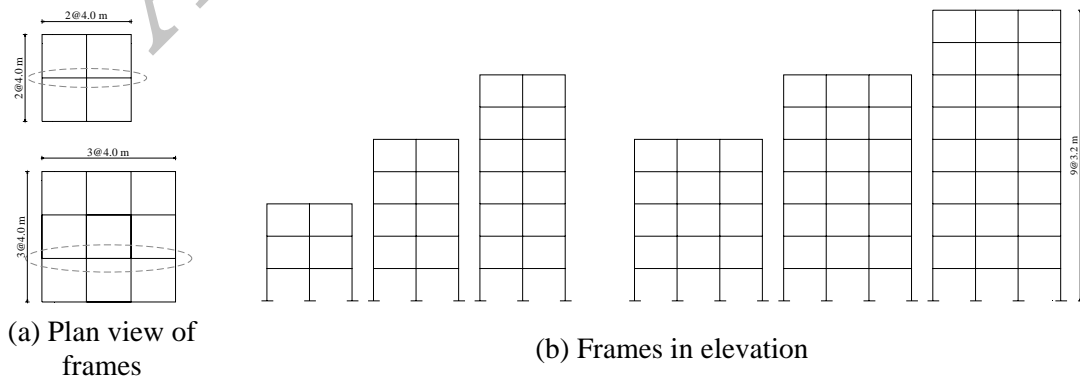 2@4.0 m
2@4.0 m
3@4.0 m
3@4.0 m
9@3.2 m
(a) Plan view of
frames
(b) Frames in elevation